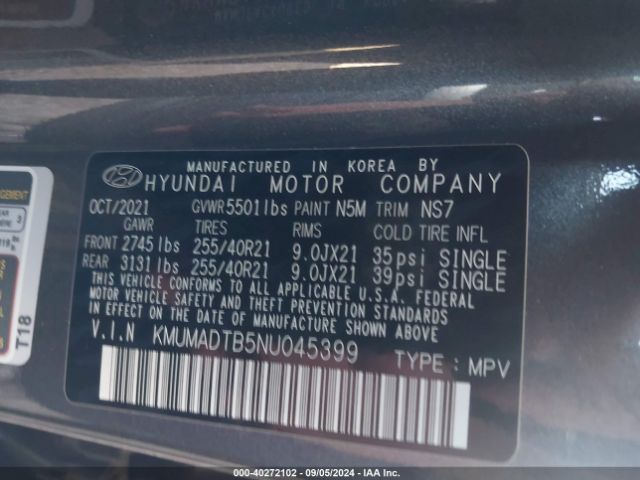 MANUFACTURED IN KOREA BY
HYUNDAI MOTOR COMPANY
OCT/2021 GVWR 5501lbs PAINT N5M TRIM NS7
GAWR TIRES RIMS COLD TIRE INFL
FRONT 2745lbs 255/40R21 9.0JX21 35psi SINGLE
REAR 3131lbs 255/40R21 9.0JX21 39psi SINGLE
THIS VEHICLE CONFORMS TO ALL APPLICABLE U.S.A. FEDERAL
MOTOR VEHICLE SAFETY AND THEFT PREVENTION STANDARDS
IN EFFECT ON THE DATE OF MANUFACTURE SHOWN ABOVE.
V.I.N KMUMADTB5NU045399 TYPE : MPV
T18
000-40272102 - 09/05/2024 - IAA Inc.